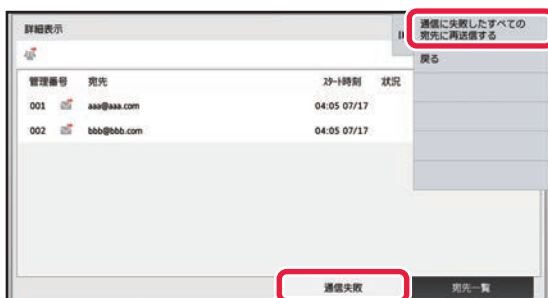 詳細表示
通信に失敗したすべての
宛先に再送信する
戻る
管理番号 宛先 スタート時刻 状況
001 aaa@aaa.com 04:05 07/17
002 bbb@bbb.com 04:05 07/17
通信失敗 宛先一覧